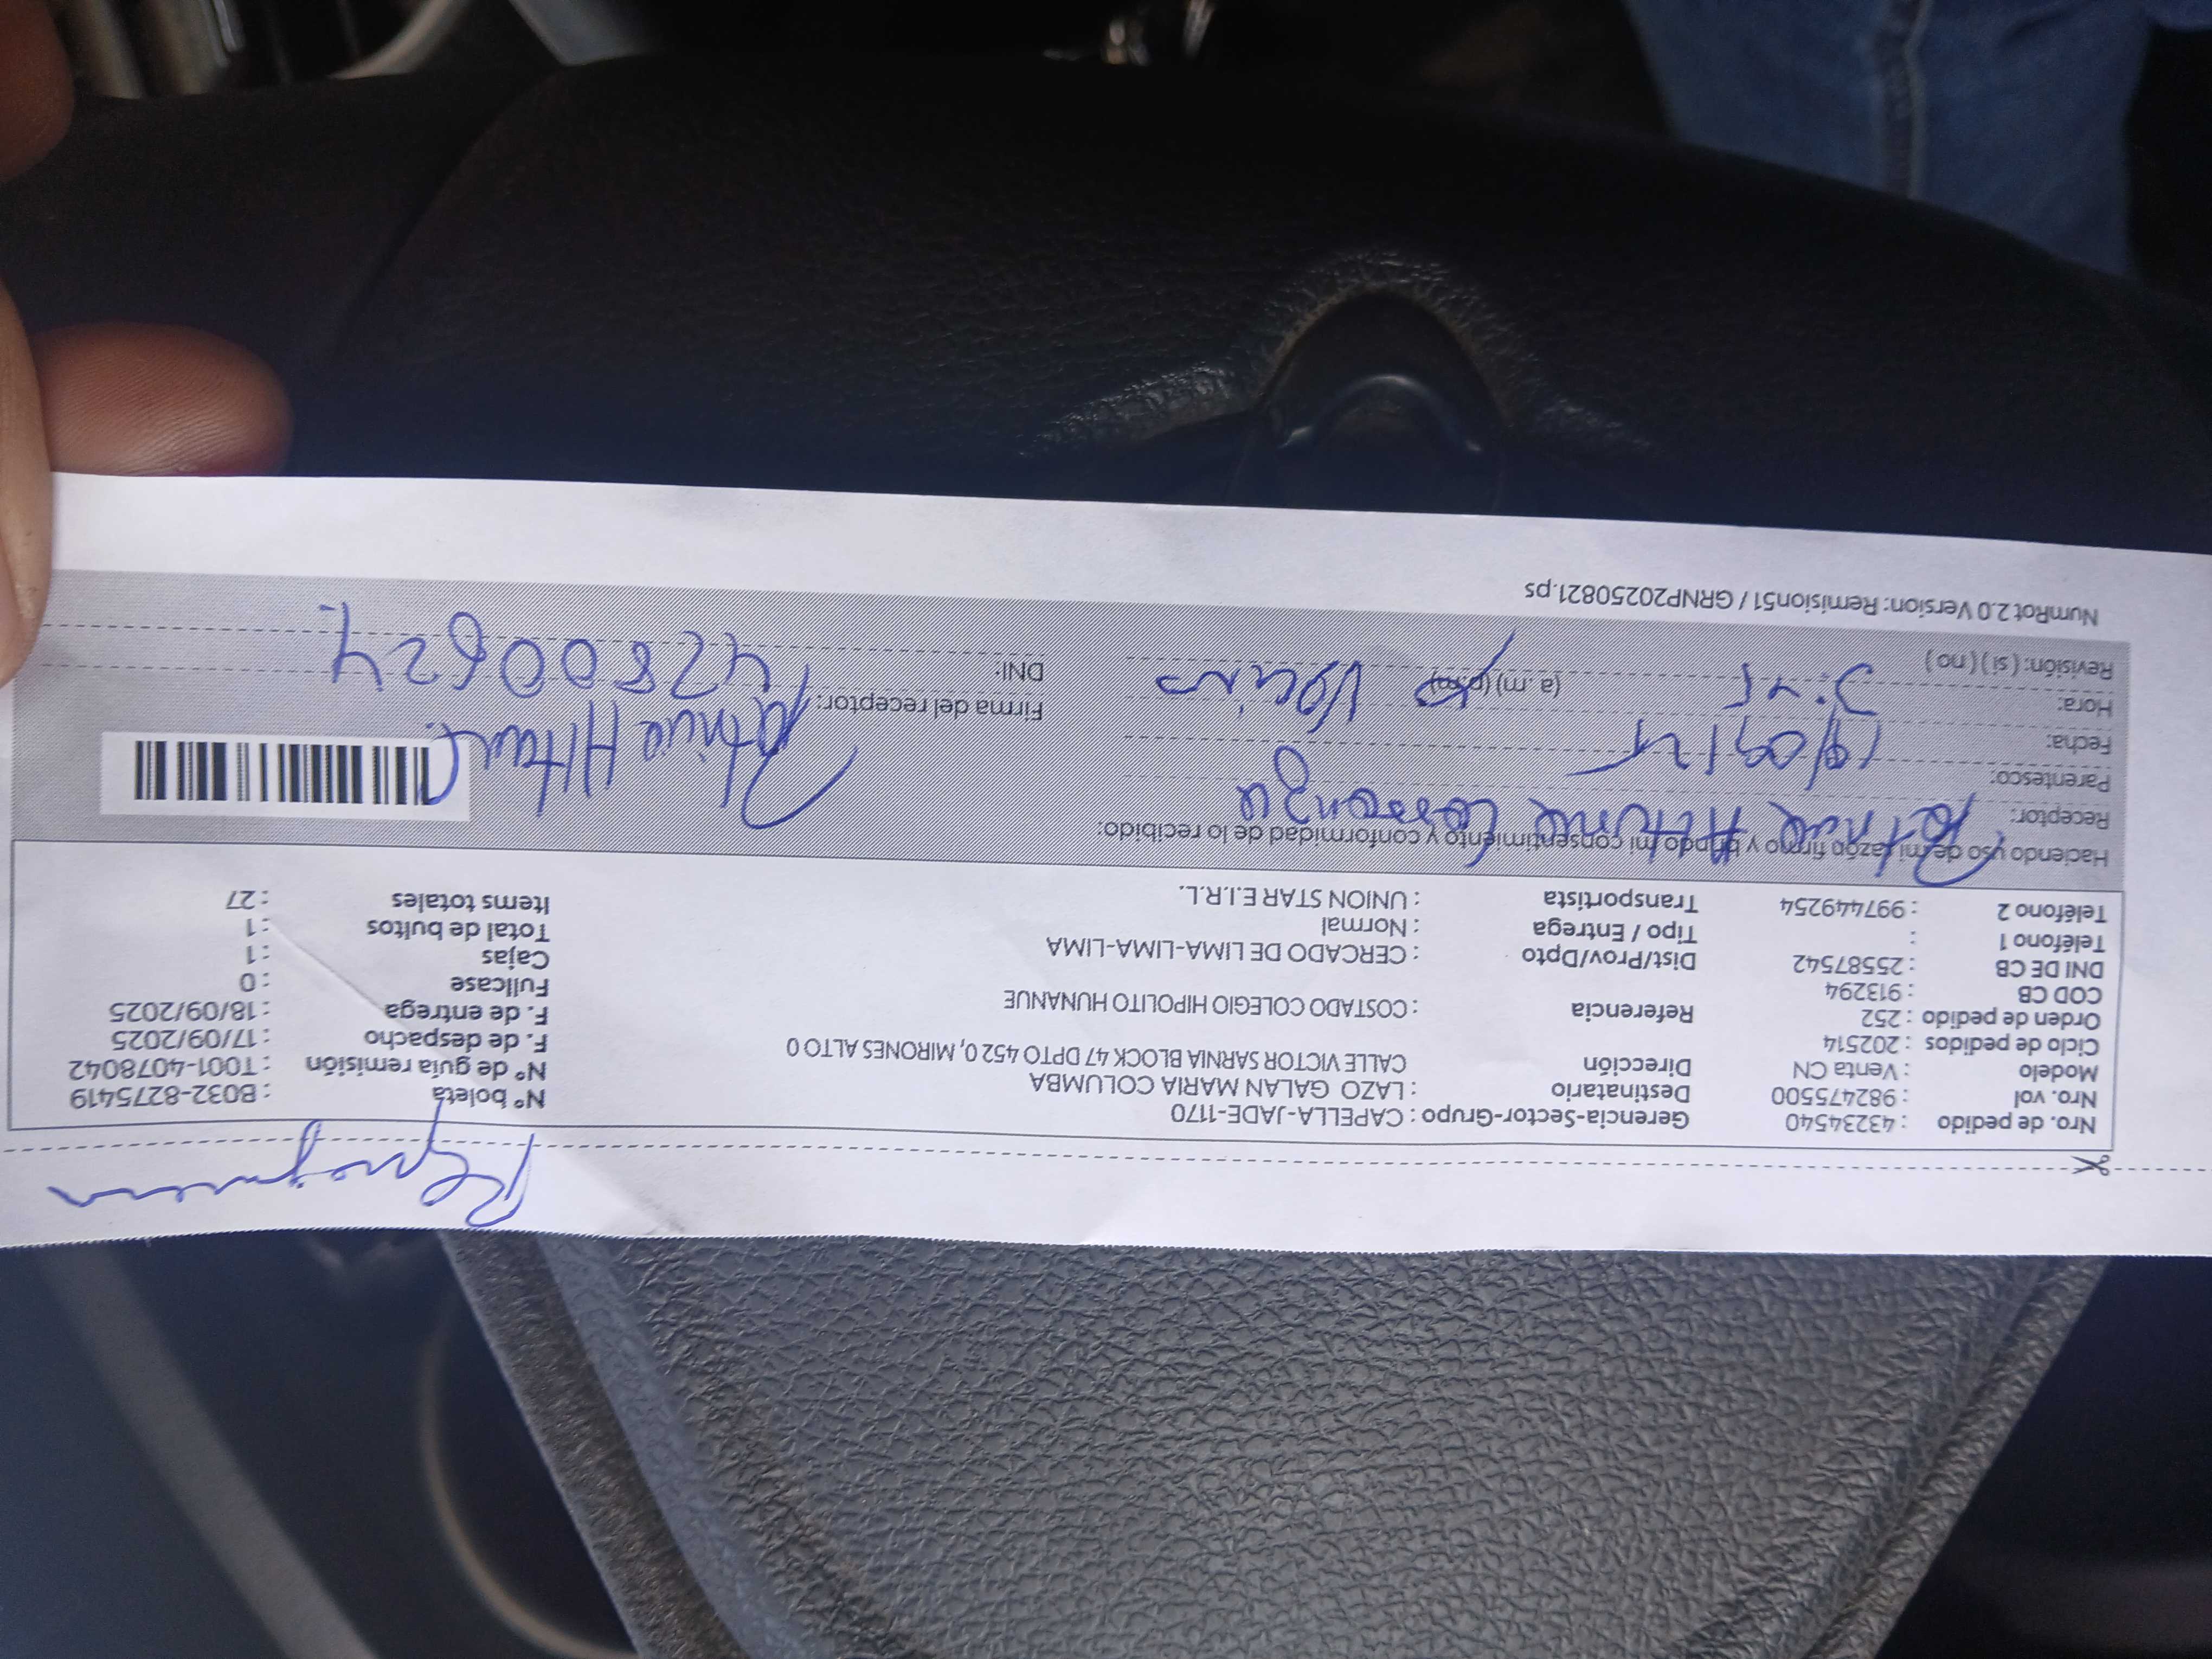 Nro. de pedido : 43234540 Gerencia-Sector-Grupo : CAPELLA-JADE-1170 N° boleta : B032-8275419
Nro. vol : 982475500 Destinatario : LAZO GALAN MARIA COLUMBA N° de guía remisión : T001-4078042
Modelo : Venta CN Dirección CALLE VICTOR SARNIA BLOCK 47 DPTO 452 0, MIRONES ALTO 0 F. de despacho : 17/09/2025
Ciclo de pedidos : 202514 F. de entrega : 18/09/2025
Orden de pedido : 252 Referencia : COSTADO COLEGIO HIPOLITO HUNANUE Fullcase : 0
COD CB : 913294 Cajas : 1
DNI DE CB : 25587542 Dist/Prov/Dpto : CERCADO DE LIMA-LIMA-LIMA Total de bultos : 1
Teléfono 1 : Tipo / Entrega : Normal Items totales : 27
Teléfono 2 : 997449254 Transportista : UNION STAR E.I.R.L.
Haciendo uso de mi razón firmo y brindo mi consentimiento y conformidad de lo recibido:
Receptor:
Parentesco:
Fecha:
Hora: (a.m) (p.m) Vecino
Revisión: (si) (no)
Firma del receptor:
DNI: 42800624
NumRot 2.0 Version: Remision51 / GRNP20250821.ps